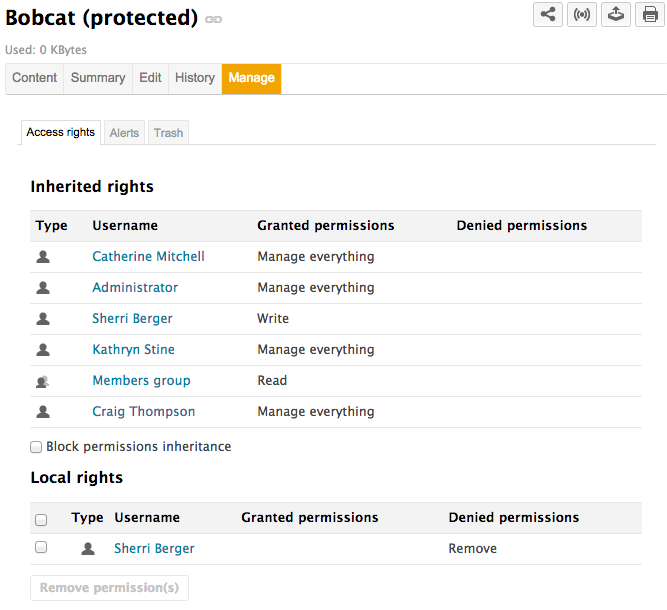 Bobcat (protected)
Used: 0 KBytes
Content Summary Edit History Manage
Access rights Alerts Trash
Inherited rights
Type Username Granted permissions Denied permissions
Catherine Mitchell Manage everything
Administrator Manage everything
Sherri Berger Write
Kathryn Stine Manage everything
Members group Read
Craig Thompson Manage everything
Block permissions inheritance
Local rights
Type Username Granted permissions Denied permissions
Sherri Berger Remove
Remove permission(s)